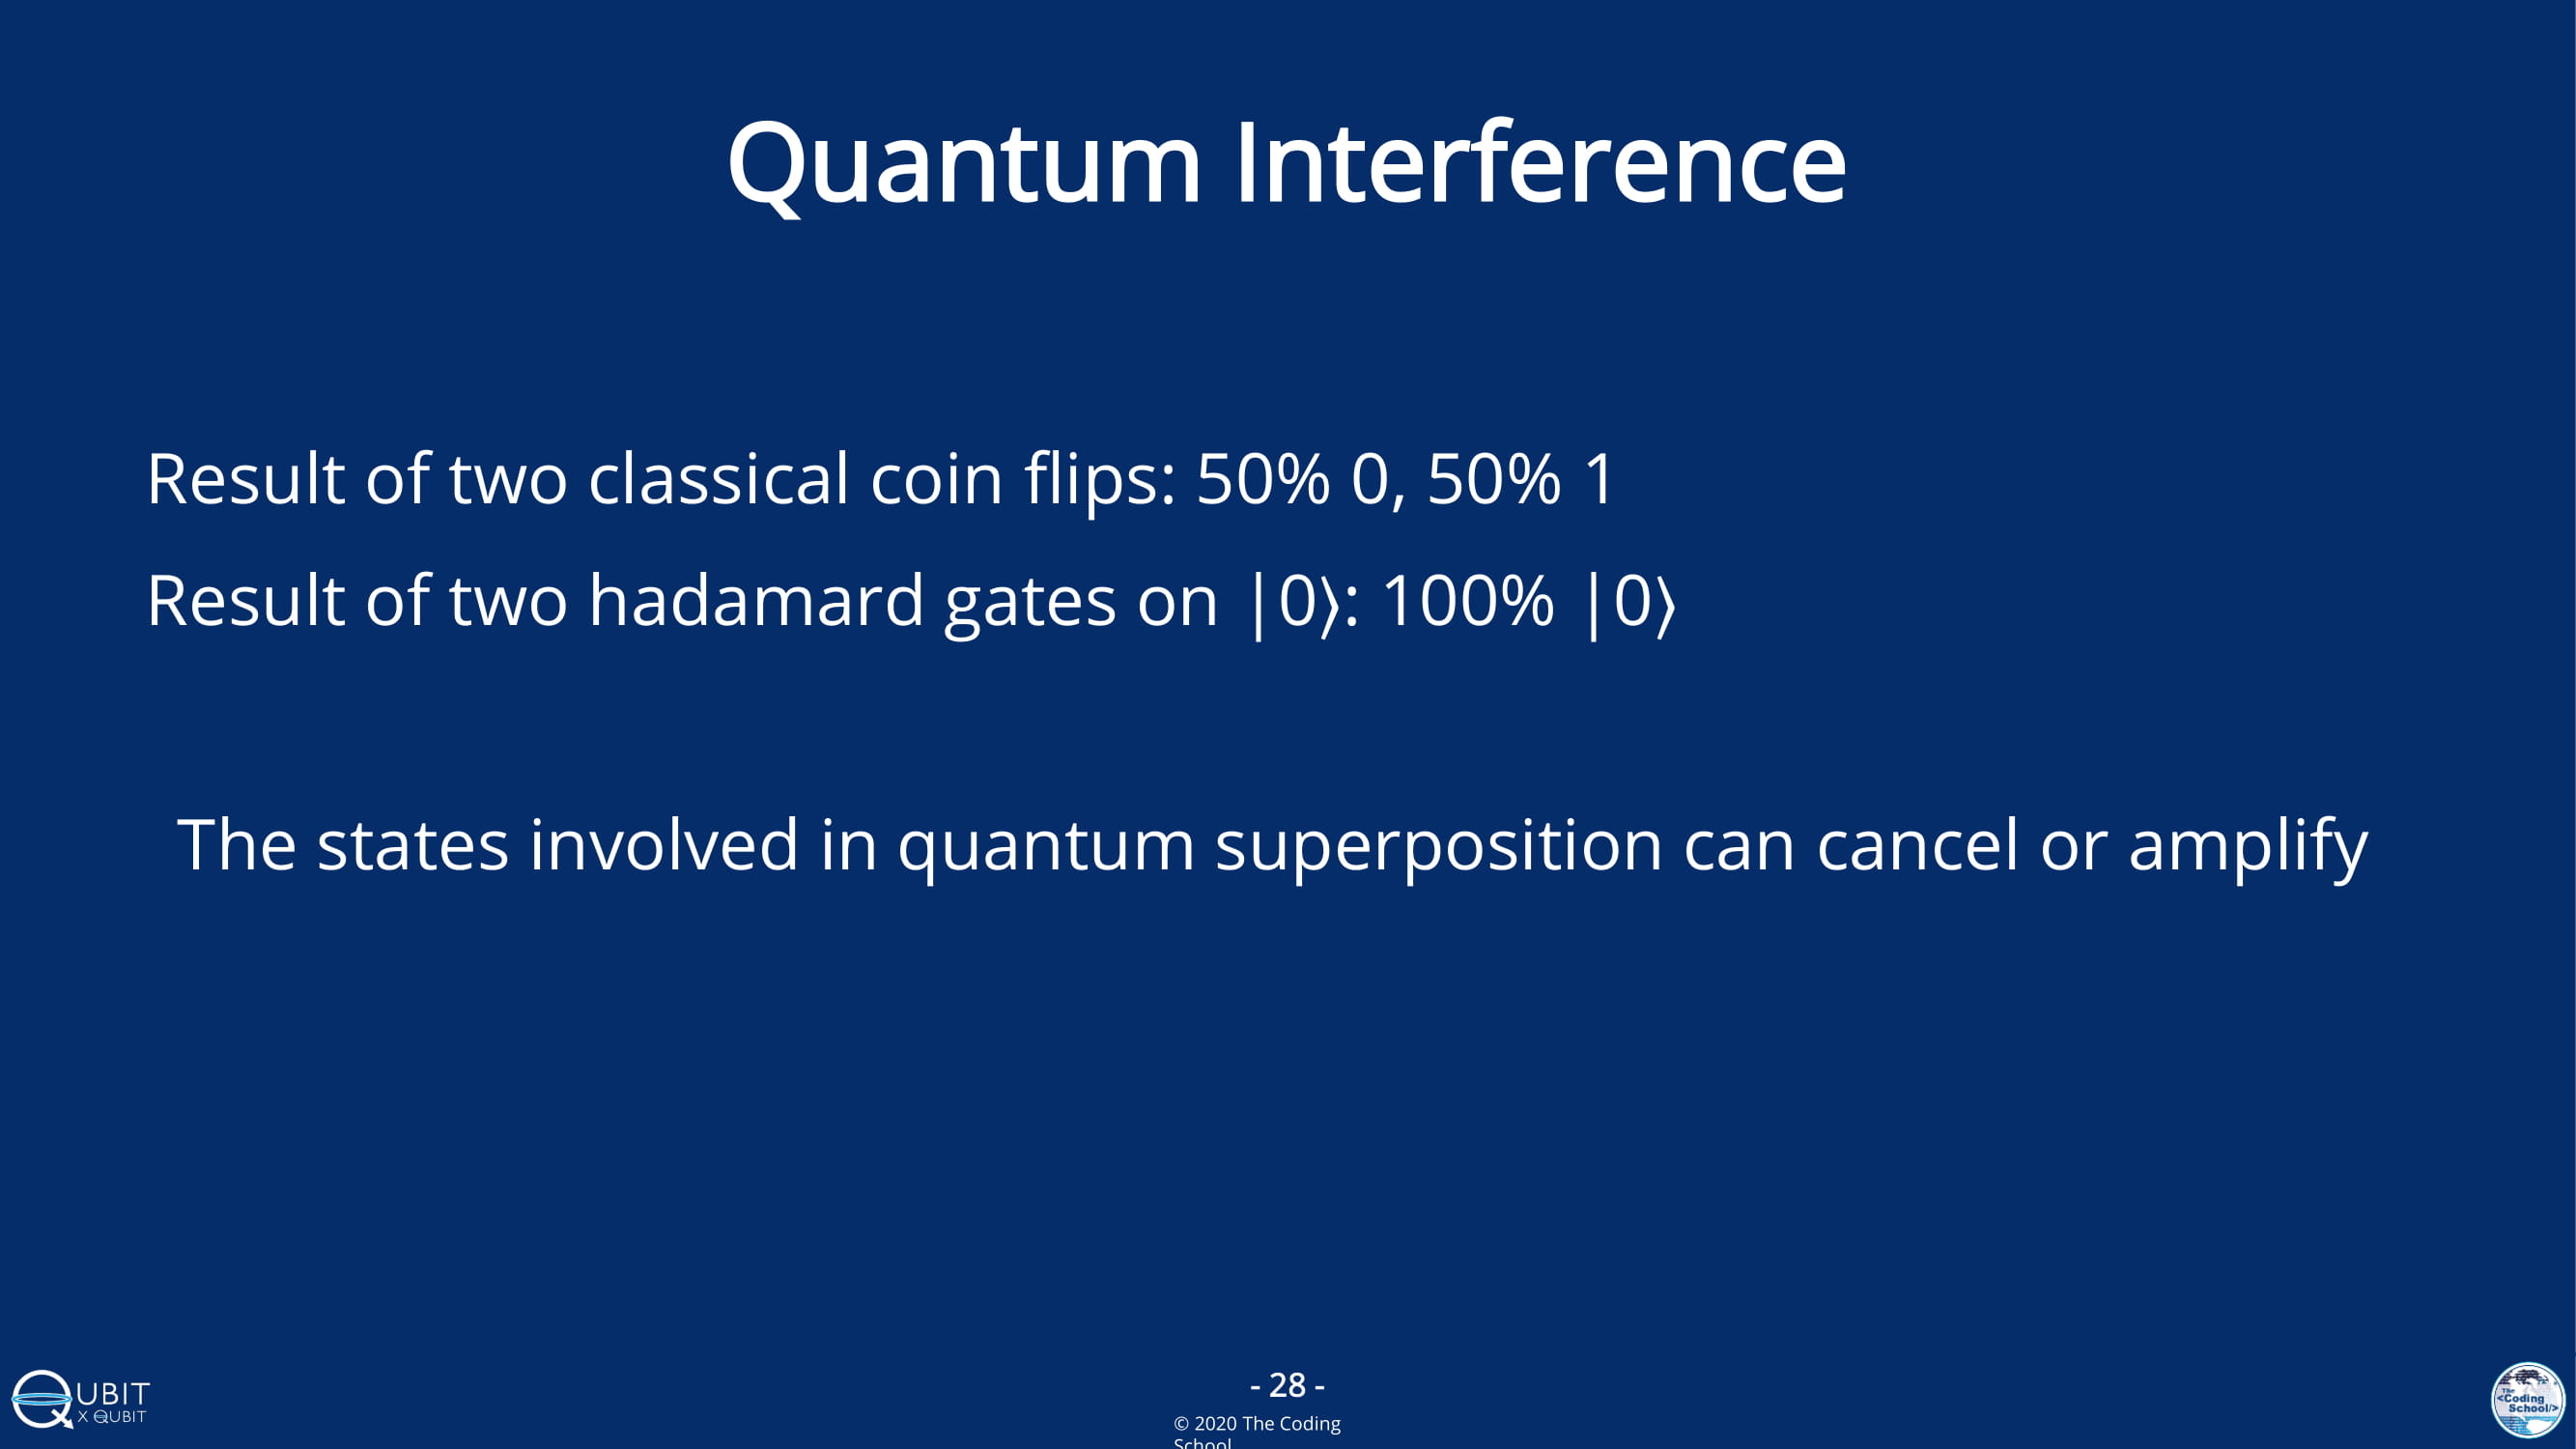 Quantum Interference
Result of two classical coin flips: 50% 0, 50% 1
Result of two hadamard gates on |0⟩: 100% |0⟩
The states involved in quantum superposition can cancel or amplify
QUBIT
X QUBIT
- 28 -
© 2020 The Coding
School
The
<Coding
School/>